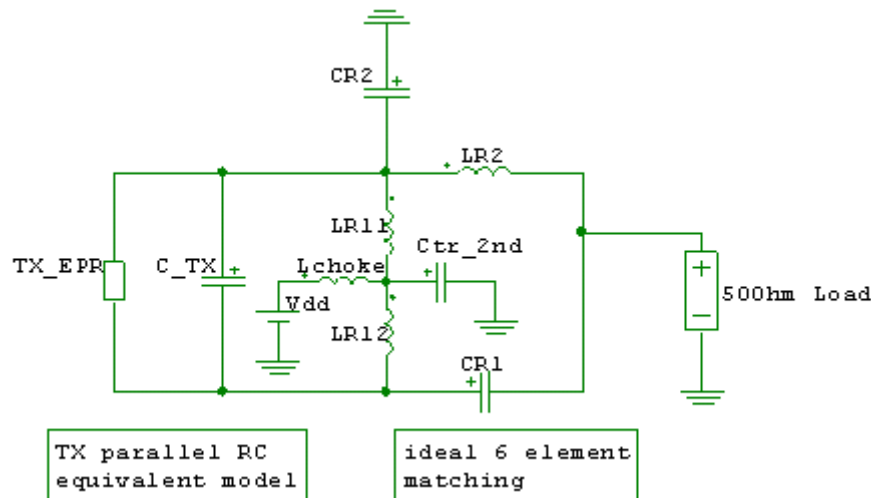 CR2
LR2
LR11
Ctr_2nd
TX_EPR
C_TX
Lchoke
Vdd
LR12
500hm Load
CR1
TX parallel RC
equivalent model
ideal 6 element
matching